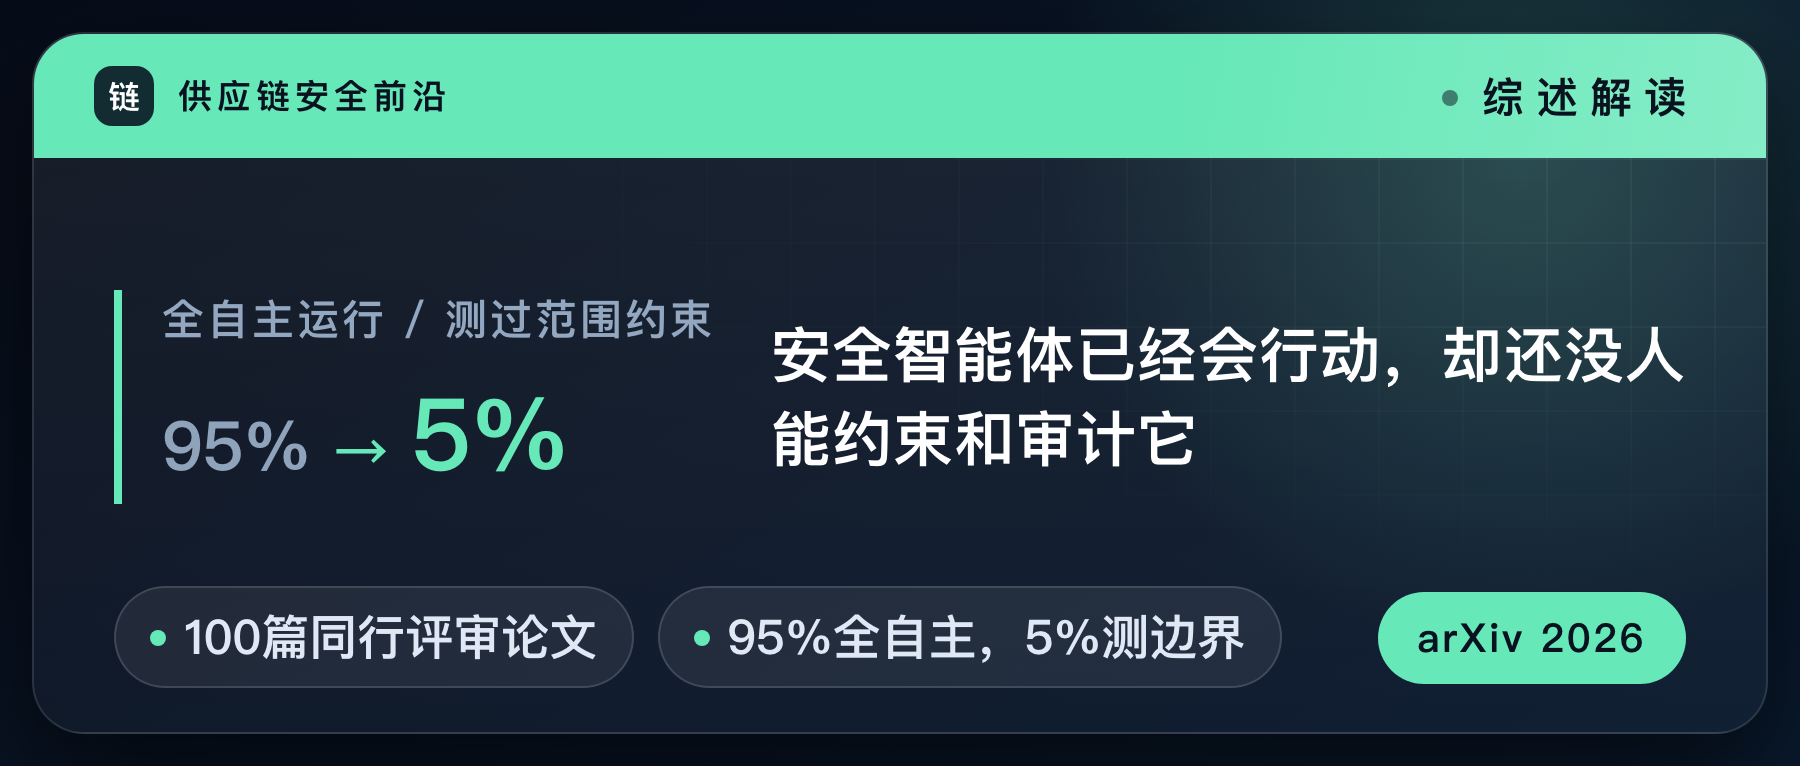 链 供应链安全前沿
综述解读
全自主运行 / 测过范围约束
95% → 5%
安全智能体已经会行动，却还没人
能约束和审计它
100篇同行评审论文
95%全自主，5%测边界
arXiv 2026